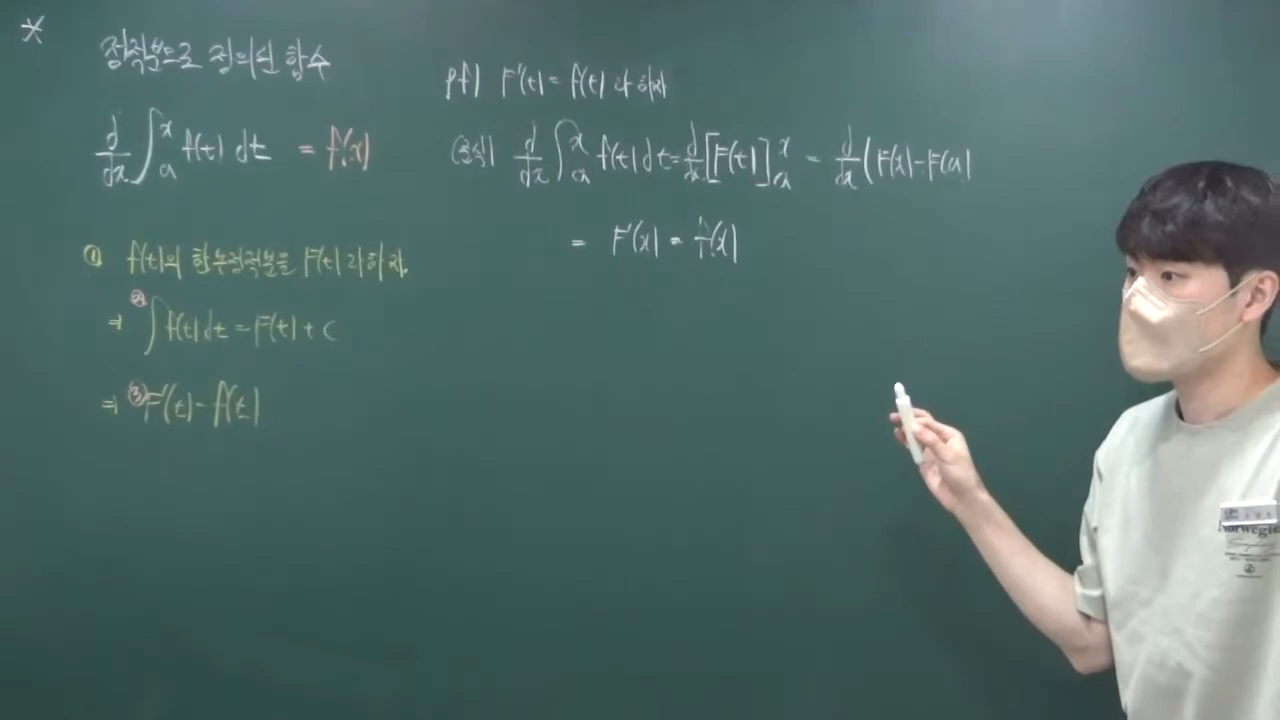 *
정적분으로 정의된 함수
d/dx ∫ₐˣ f(t) dt = f(x)
① f(t)의 한 부정적분을 F(t)라 하자.
⇒ ② ∫ f(t) dt = F(t) + C
⇒ ③ F'(t) = f(t)
pf) F'(t) = f(t)라 하자
(준식) d/dx ∫ₐˣ f(t) dt = d/dx [F(t)]ₐˣ = d/dx (F(x) - F(a)
= F'(x) = f(x)
Norwegia